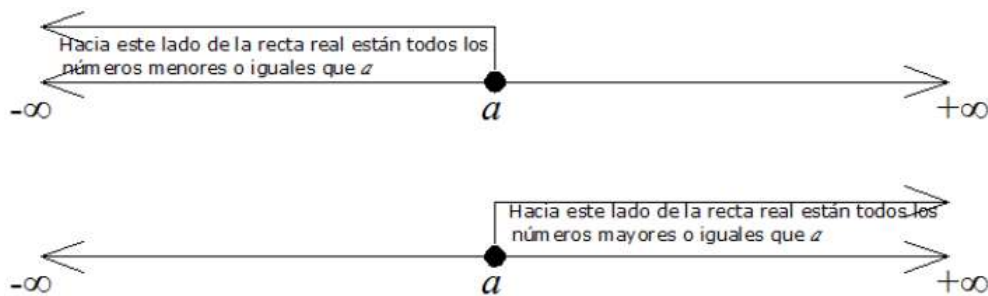 Hacia este lado de la recta real están todos los
números menores o iguales que a
-∞ a +∞
Hacia este lado de la recta real están todos los
números mayores o iguales que a
-∞ a +∞